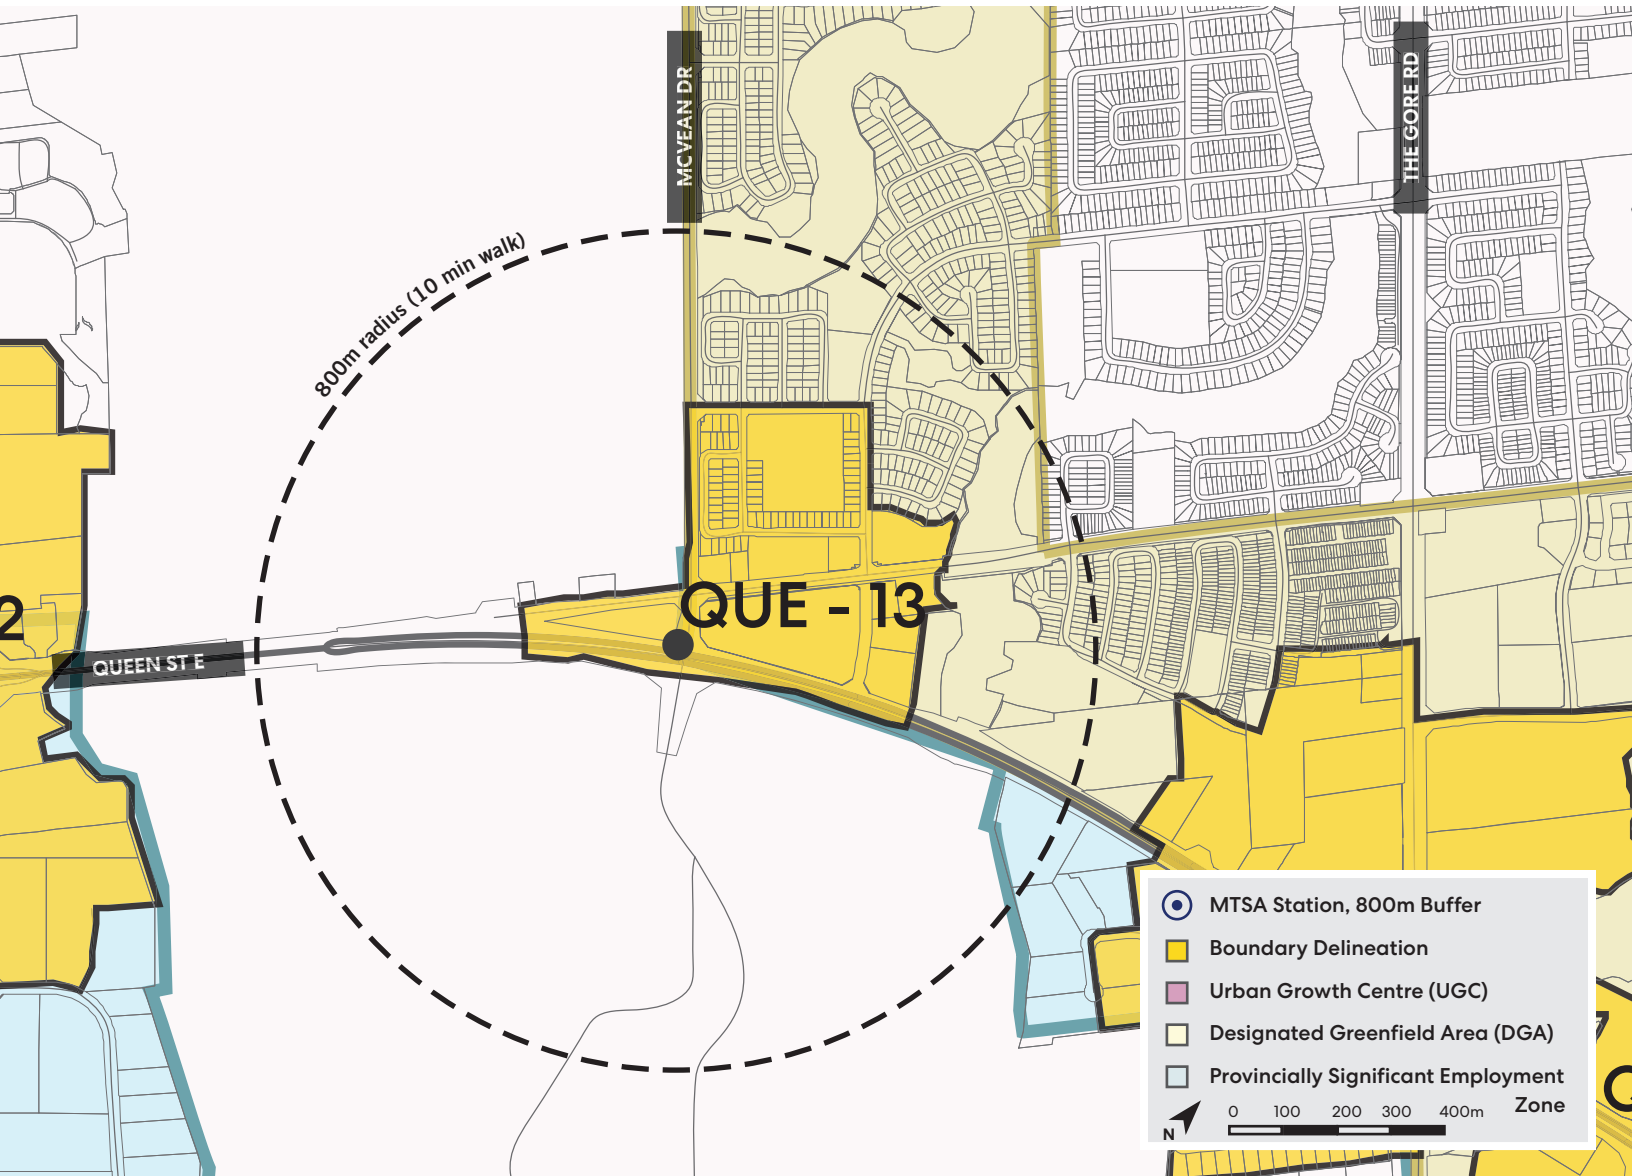 MCVEAN DR
THE GORE RD
800m radius (10 min walk)
QUE - 13
2
QUEEN ST E
MTSA Station, 800m Buffer
Boundary Delineation
Urban Growth Centre (UGC)
Designated Greenfield Area (DGA)
Provincially Significant Employment
Zone
0 100 200 300 400m
N
7